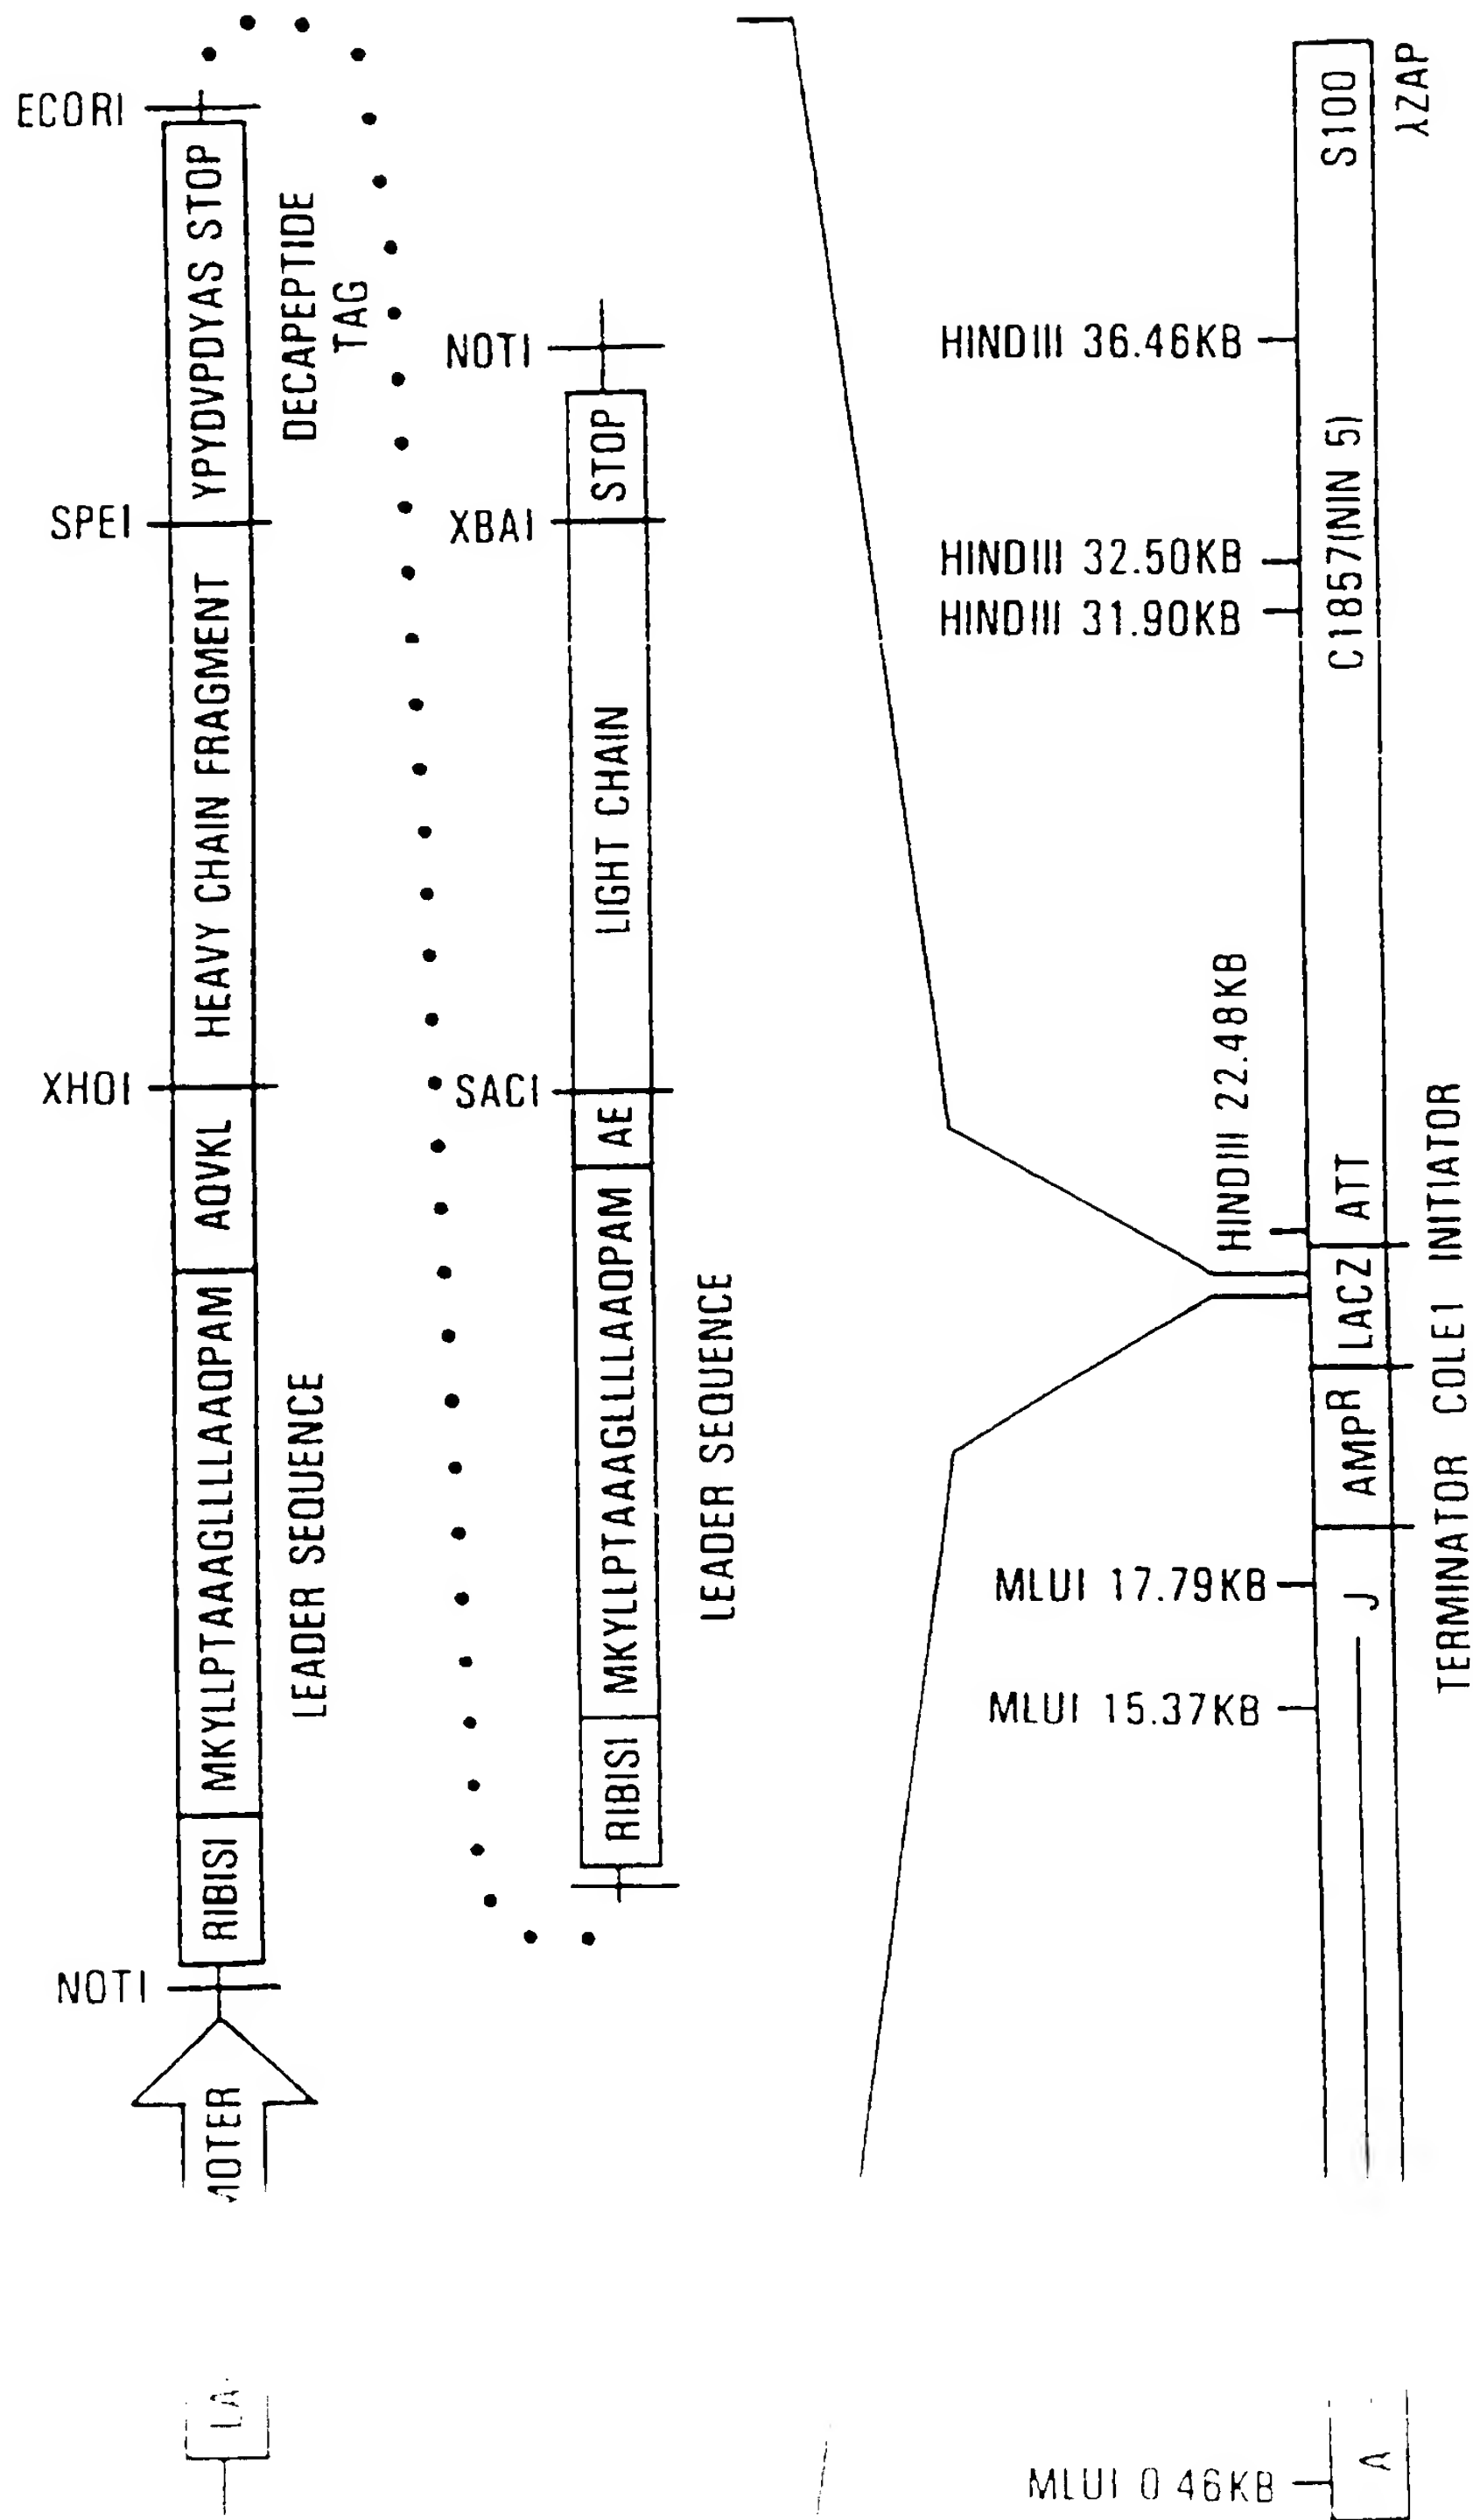 ECORI
YPYDVPDYAS STOP
DECAPEPTIDE
TAG
SPEI
HEAVY CHAIN FRAGMENT
XHOI
AQVKL
MKYLLPTAAAGLLLLAAQPAM
LEADER SEQUENCE
RIBISI
NOTI
NOTI
STOP
XBAI
LIGHT CHAIN
SACI
AE
MKYLLPTAAAGLLLLAAQPAM
LEADER SEQUENCE
RIBISI
S100
λZAP
HINDIII 36.46KB
C1857(NIN 5)
HINDIII 32.50KB
HINDIII 31.90KB
HINDIII 22.48KB
ATT
LACZ
AMPR
TERMINATOR COLE1 INITIATOR
MLUI 17.79KB
J
MLUI 15.37KB
MLUI 0 46KB
A